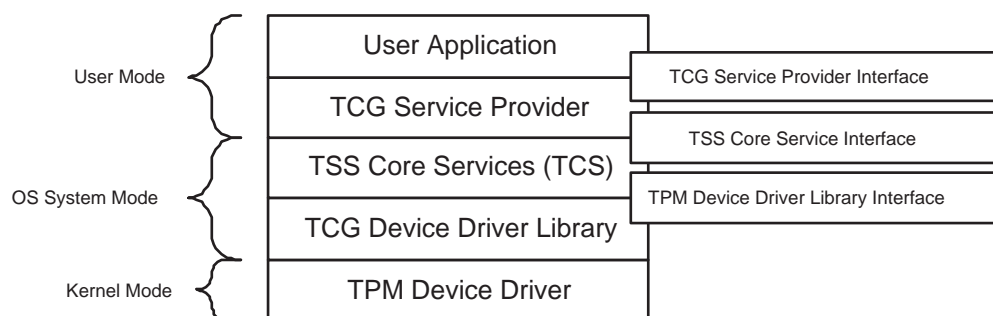 User Application
TCG Service Provider Interface
User Mode
TCG Service Provider
TSS Core Service Interface
TSS Core Services (TCS)
OS System Mode
TPM Device Driver Library Interface
TCG Device Driver Library
Kernel Mode
TPM Device Driver